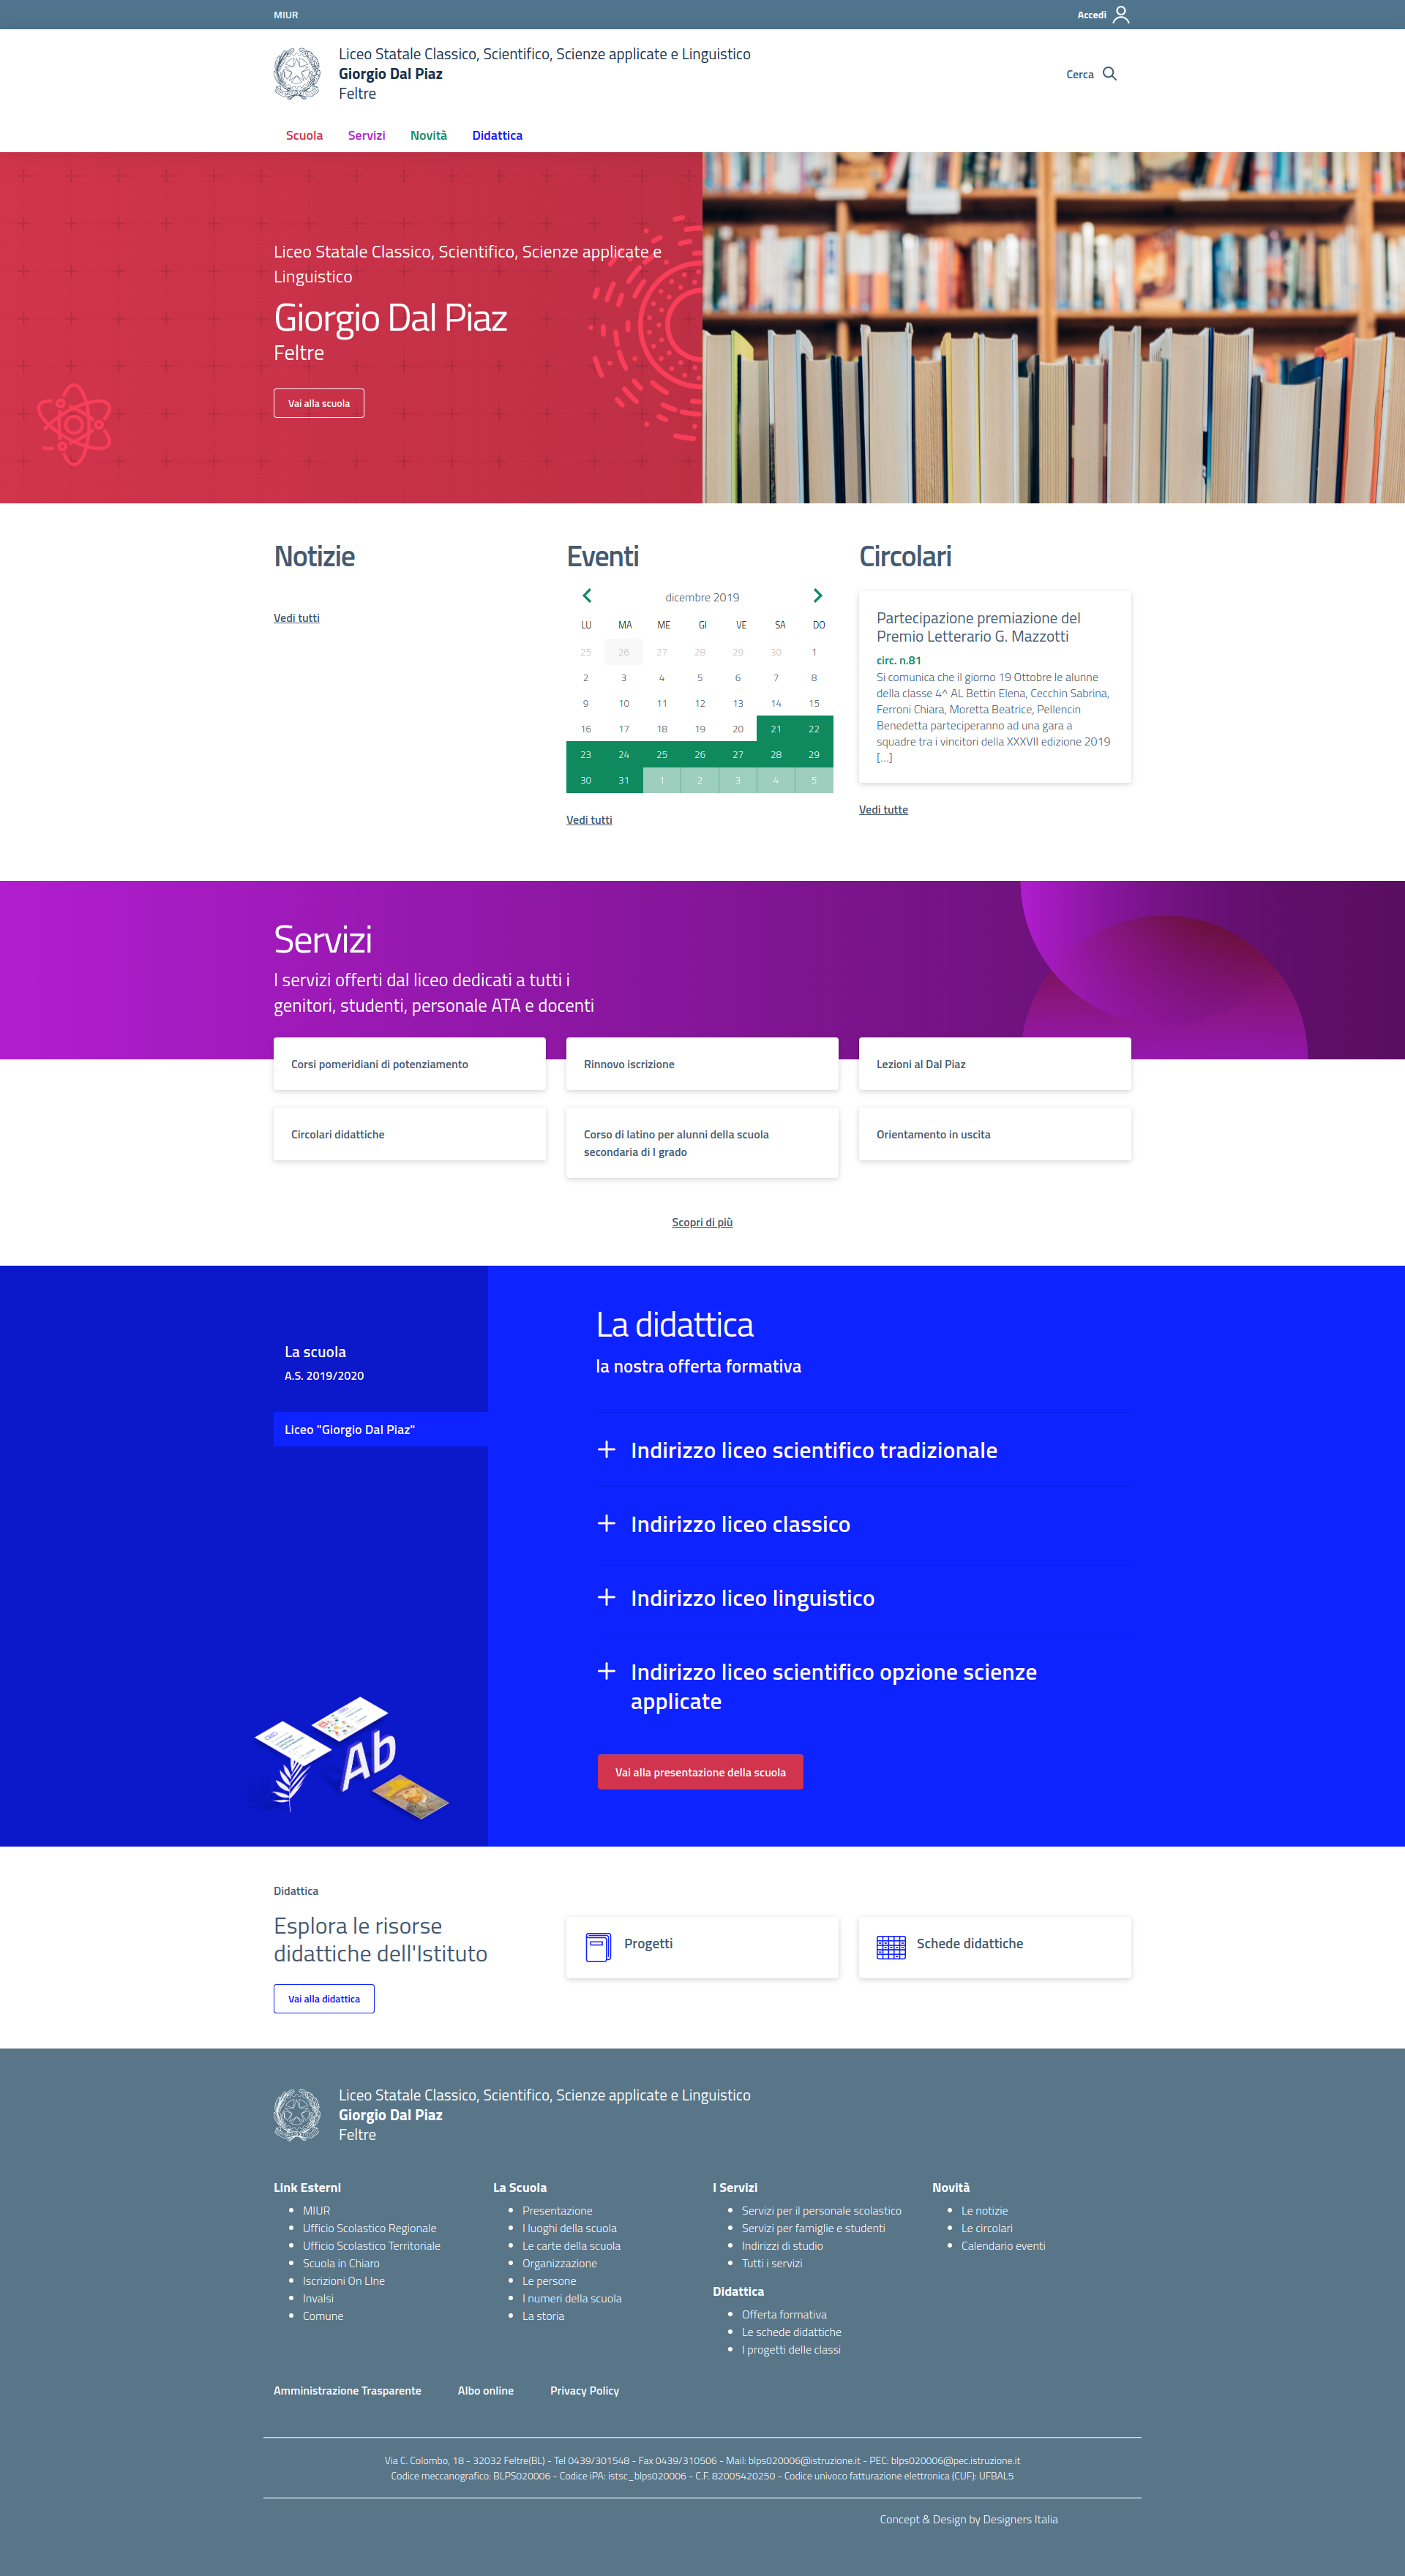 MIUR
Accedi
Liceo Statale Classico, Scientifico, Scienze applicate e Linguistico
Giorgio Dal Piaz
Feltre
Cerca
Scuola Servizi Novità Didattica
Liceo Statale Classico, Scientifico, Scienze applicate e
Linguistico
Giorgio Dal Piaz
Feltre
Vai alla scuola
Notizie
Vedi tutti
Eventi
dicembre 2019
LU MA ME GI VE SA DO
25 26 27 28 29 30 1
2 3 4 5 6 7 8
9 10 11 12 13 14 15
16 17 18 19 20 21 22
23 24 25 26 27 28 29
30 31 1 2 3 4 5
Vedi tutti
Circolari
Partecipazione premiazione del
Premio Letterario G. Mazzotti
circ. n.81
Si comunica che il giorno 19 Ottobre le alunne
della classe 4^ AL Bettin Elena, Cecchin Sabrina,
Ferroni Chiara, Moretta Beatrice, Pellencin
Benedetta parteciperanno ad una gara a
squadre tra i vincitori della XXXVII edizione 2019
[...]
Vedi tutte
Servizi
I servizi offerti dal liceo dedicati a tutti i
genitori, studenti, personale ATA e docenti
Corsi pomeridiani di potenziamento
Rinnovo iscrizione
Lezioni al Dal Piaz
Circolari didattiche
Corso di latino per alunni della scuola
secondaria di I grado
Orientamento in uscita
Scopri di più
La scuola
A.S. 2019/2020
Liceo "Giorgio Dal Piaz"
Ab
La didattica
la nostra offerta formativa
Indirizzo liceo scientifico tradizionale
Indirizzo liceo classico
Indirizzo liceo linguistico
Indirizzo liceo scientifico opzione scienze
applicate
Vai alla presentazione della scuola
Didattica
Esplora le risorse
didattiche dell'Istituto
Vai alla didattica
Progetti
Schede didattiche
Liceo Statale Classico, Scientifico, Scienze applicate e Linguistico
Giorgio Dal Piaz
Feltre
Link Esterni
MIUR
Ufficio Scolastico Regionale
Ufficio Scolastico Territoriale
Scuola in Chiaro
Iscrizioni On LIne
Invalsi
Comune
La Scuola
Presentazione
I luoghi della scuola
Le carte della scuola
Organizzazione
Le persone
I numeri della scuola
La storia
I Servizi
Servizi per il personale scolastico
Servizi per famiglie e studenti
Indirizzi di studio
Tutti i servizi
Didattica
Offerta formativa
Le schede didattiche
I progetti delle classi
Novità
Le notizie
Le circolari
Calendario eventi
Amministrazione Trasparente Albo online Privacy Policy
Via C. Colombo, 18 - 32032 Feltre(BL) - Tel 0439/301548 - Fax 0439/310506 - Mail: blps020006@istruzione.it - PEC: blps020006@pec.istruzione.it
Codice meccanografico: BLPS020006 - Codice iPA: istsc_blps020006 - C.F. 82005420250 - Codice univoco fatturazione elettronica (CUF): UFBAL5
Concept & Design by Designers Italia